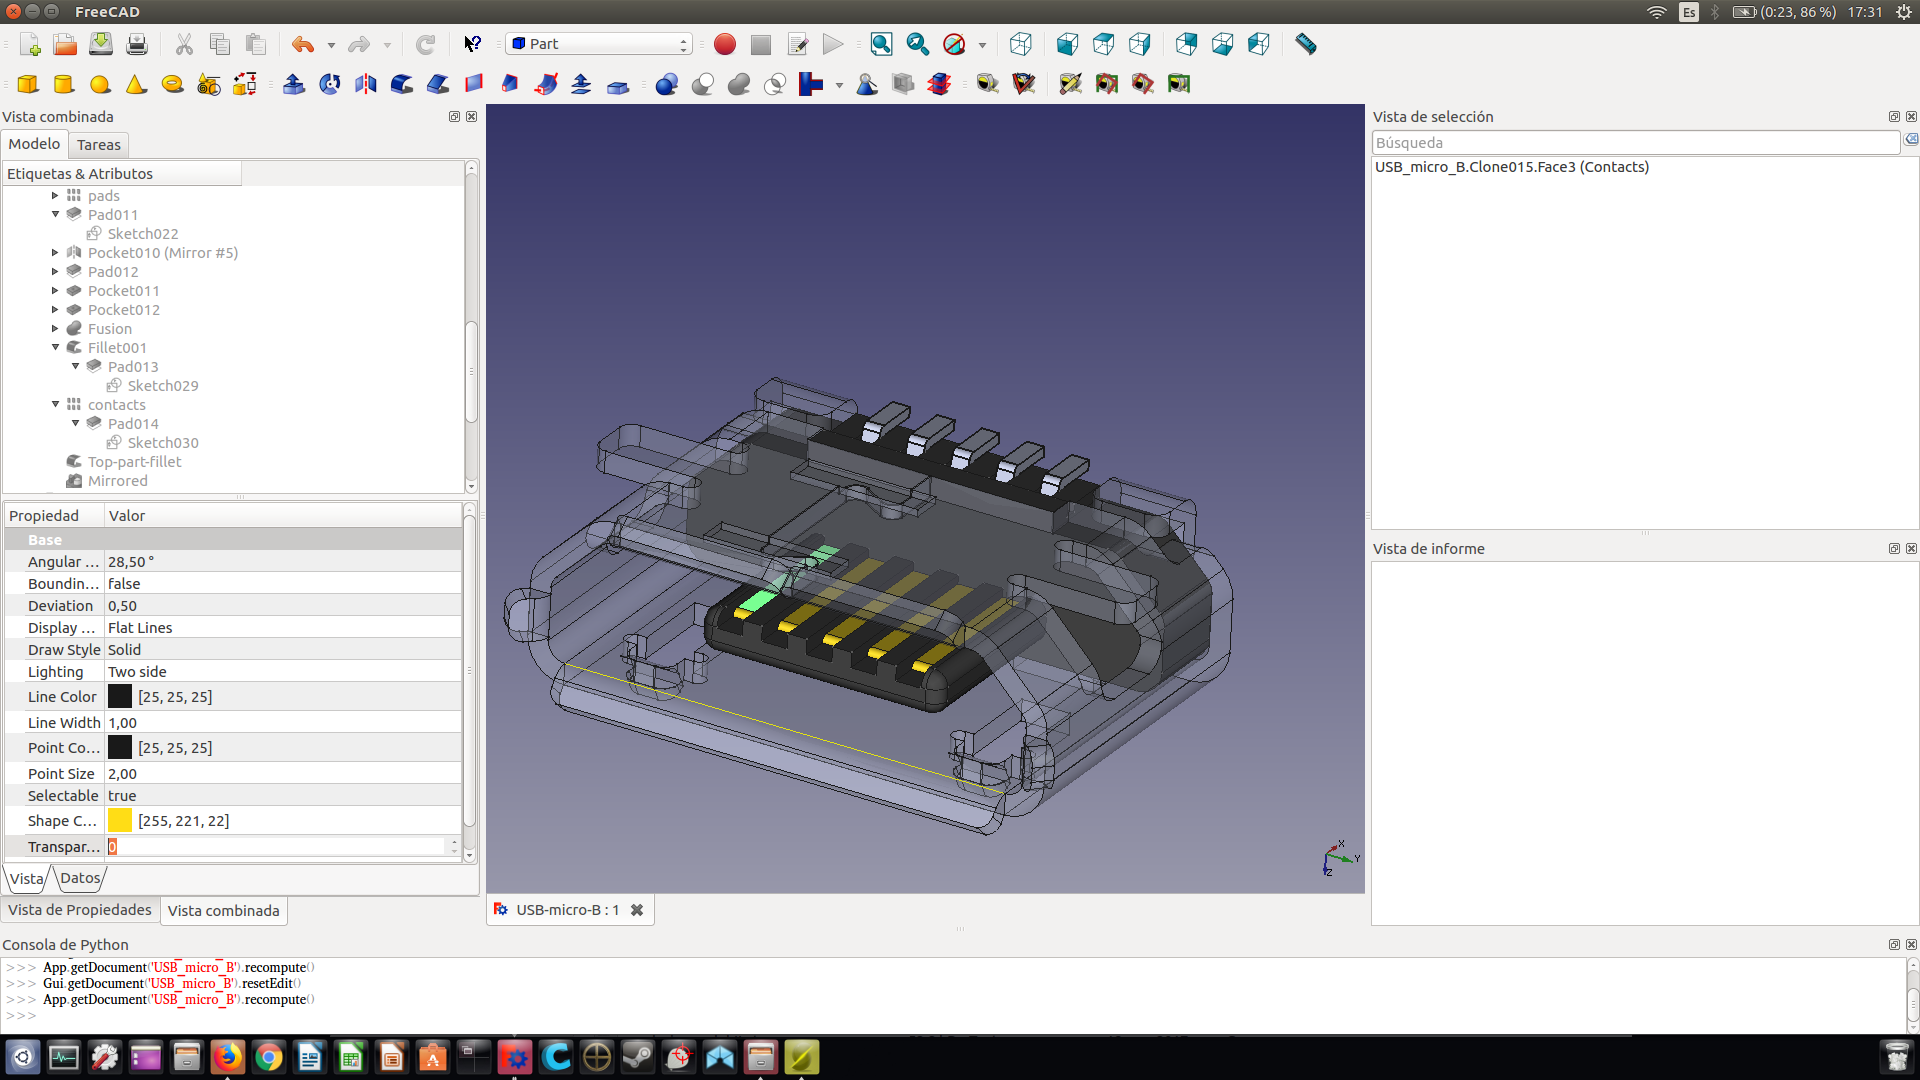 FreeCAD
Es
(0:23, 86 %)
17:31
Part
Vista combinada
Modelo
Tareas
Etiquetas & Atributos
pads
Pad011
Sketch022
Pocket010 (Mirror #5)
Pad012
Pocket011
Pocket012
Fusion
Fillet001
Pad013
Sketch029
contacts
Pad014
Sketch030
Top-part-fillet
Mirrored
Propiedad Valor
Base
Angular ... 28,50 °
Boundin... false
Deviation 0,50
Display ... Flat Lines
Draw Style Solid
Lighting Two side
Line Color [25, 25, 25]
Line Width 1,00
Point Co... [25, 25, 25]
Point Size 2,00
Selectable true
Shape C... [255, 221, 22]
Transpar... 0
Vista
Datos
Vista de Propiedades
Vista combinada
X
Y
Z
USB-micro-B : 1
Vista de selección
Búsqueda
USB_micro_B.Clone015.Face3 (Contacts)
Vista de informe
Consola de Python
>>> App.getDocument('USB_micro_B').recompute()
>>> Gui.getDocument('USB_micro_B').resetEdit()
>>> App.getDocument('USB_micro_B').recompute()
>>>